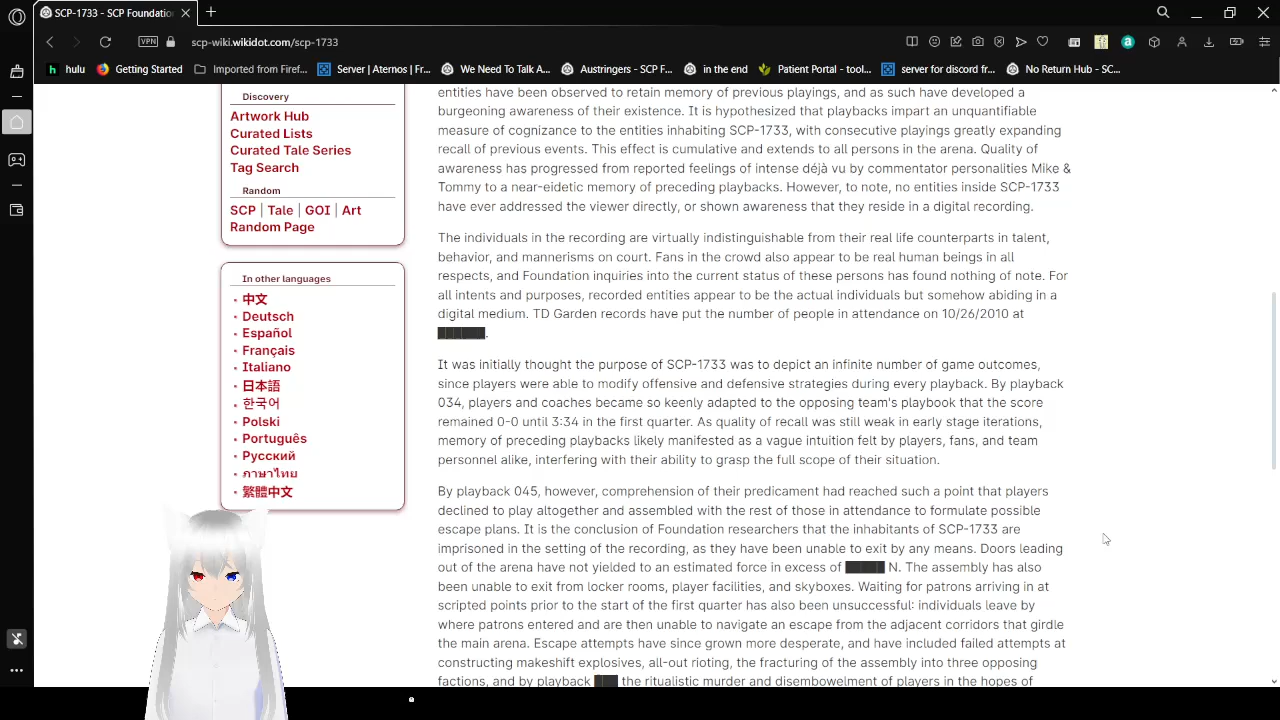 SCP-1733 - SCP Foundatio
VPN
scp-wiki.wikidot.com/scp-1733
hulu
Getting Started
Imported from Firef...
Server | Aternos | Fr...
We Need To Talk A...
Austringers - SCP F...
in the end
Patient Portal - tool...
server for discord fr...
No Return Hub - SC...
Discovery
Artwork Hub
Curated Lists
Curated Tale Series
Tag Search
Random
SCP | Tale | GOI | Art
Random Page
In other languages
中文
Deutsch
Español
Français
Italiano
日本語
한국어
Polski
Português
Русский
ภาษาไทย
繁體中文
entities have been observed to retain memory of previous playings, and as such have developed a
burgeoning awareness of their existence. It is hypothesized that playbacks impart an unquantifiable
measure of cognizance to the entities inhabiting SCP-1733, with consecutive playings greatly expanding
recall of previous events. This effect is cumulative and extends to all persons in the arena. Quality of
awareness has progressed from reported feelings of intense déjà vu by commentator personalities Mike &
Tommy to a near-eidetic memory of preceding playbacks. However, to note, no entities inside SCP-1733
have ever addressed the viewer directly, or shown awareness that they reside in a digital recording.
The individuals in the recording are virtually indistinguishable from their real life counterparts in talent,
behavior, and mannerisms on court. Fans in the crowd also appear to be real human beings in all
respects, and Foundation inquiries into the current status of these persons has found nothing of note. For
all intents and purposes, recorded entities appear to be the actual individuals but somehow abiding in a
digital medium. TD Garden records have put the number of people in attendance on 10/26/2010 at
██████.
It was initially thought the purpose of SCP-1733 was to depict an infinite number of game outcomes,
since players were able to modify offensive and defensive strategies during every playback. By playback
034, players and coaches became so keenly adapted to the opposing team's playbook that the score
remained 0-0 until 3:34 in the first quarter. As quality of recall was still weak in early stage iterations,
memory of preceding playbacks likely manifested as a vague intuition felt by players, fans, and team
personnel alike, interfering with their ability to grasp the full scope of their situation.
By playback 045, however, comprehension of their predicament had reached such a point that players
declined to play altogether and assembled with the rest of those in attendance to formulate possible
escape plans. It is the conclusion of Foundation researchers that the inhabitants of SCP-1733 are
imprisoned in the setting of the recording, as they have been unable to exit by any means. Doors leading
out of the arena have not yielded to an estimated force in excess of █████ N. The assembly has also
been unable to exit from locker rooms, player facilities, and skyboxes. Waiting for patrons arriving in at
scripted points prior to the start of the first quarter has also been unsuccessful: individuals leave by
where patrons entered and are then unable to navigate an escape from the adjacent corridors that girdle
the main arena. Escape attempts have since grown more desperate, and have included failed attempts at
constructing makeshift explosives, all-out rioting, the fracturing of the assembly into three opposing
factions, and by playback ███ the ritualistic murder and disembowelment of players in the hopes of